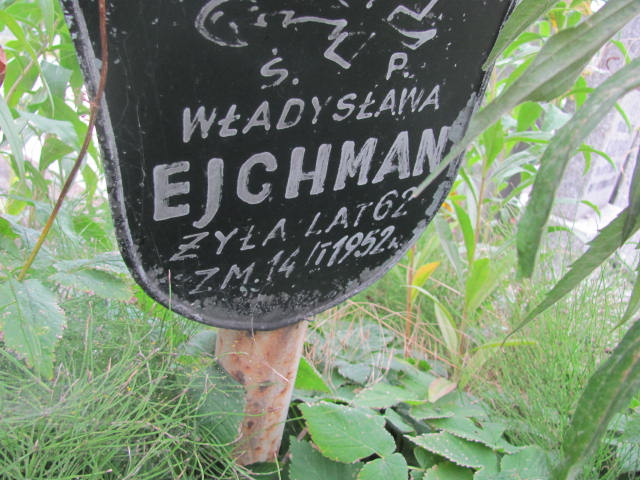 Ś. P.
WŁADYSŁAWA
EJCHMAN
ŻYŁA LAT 62
ZM. 14/I 1952 r.